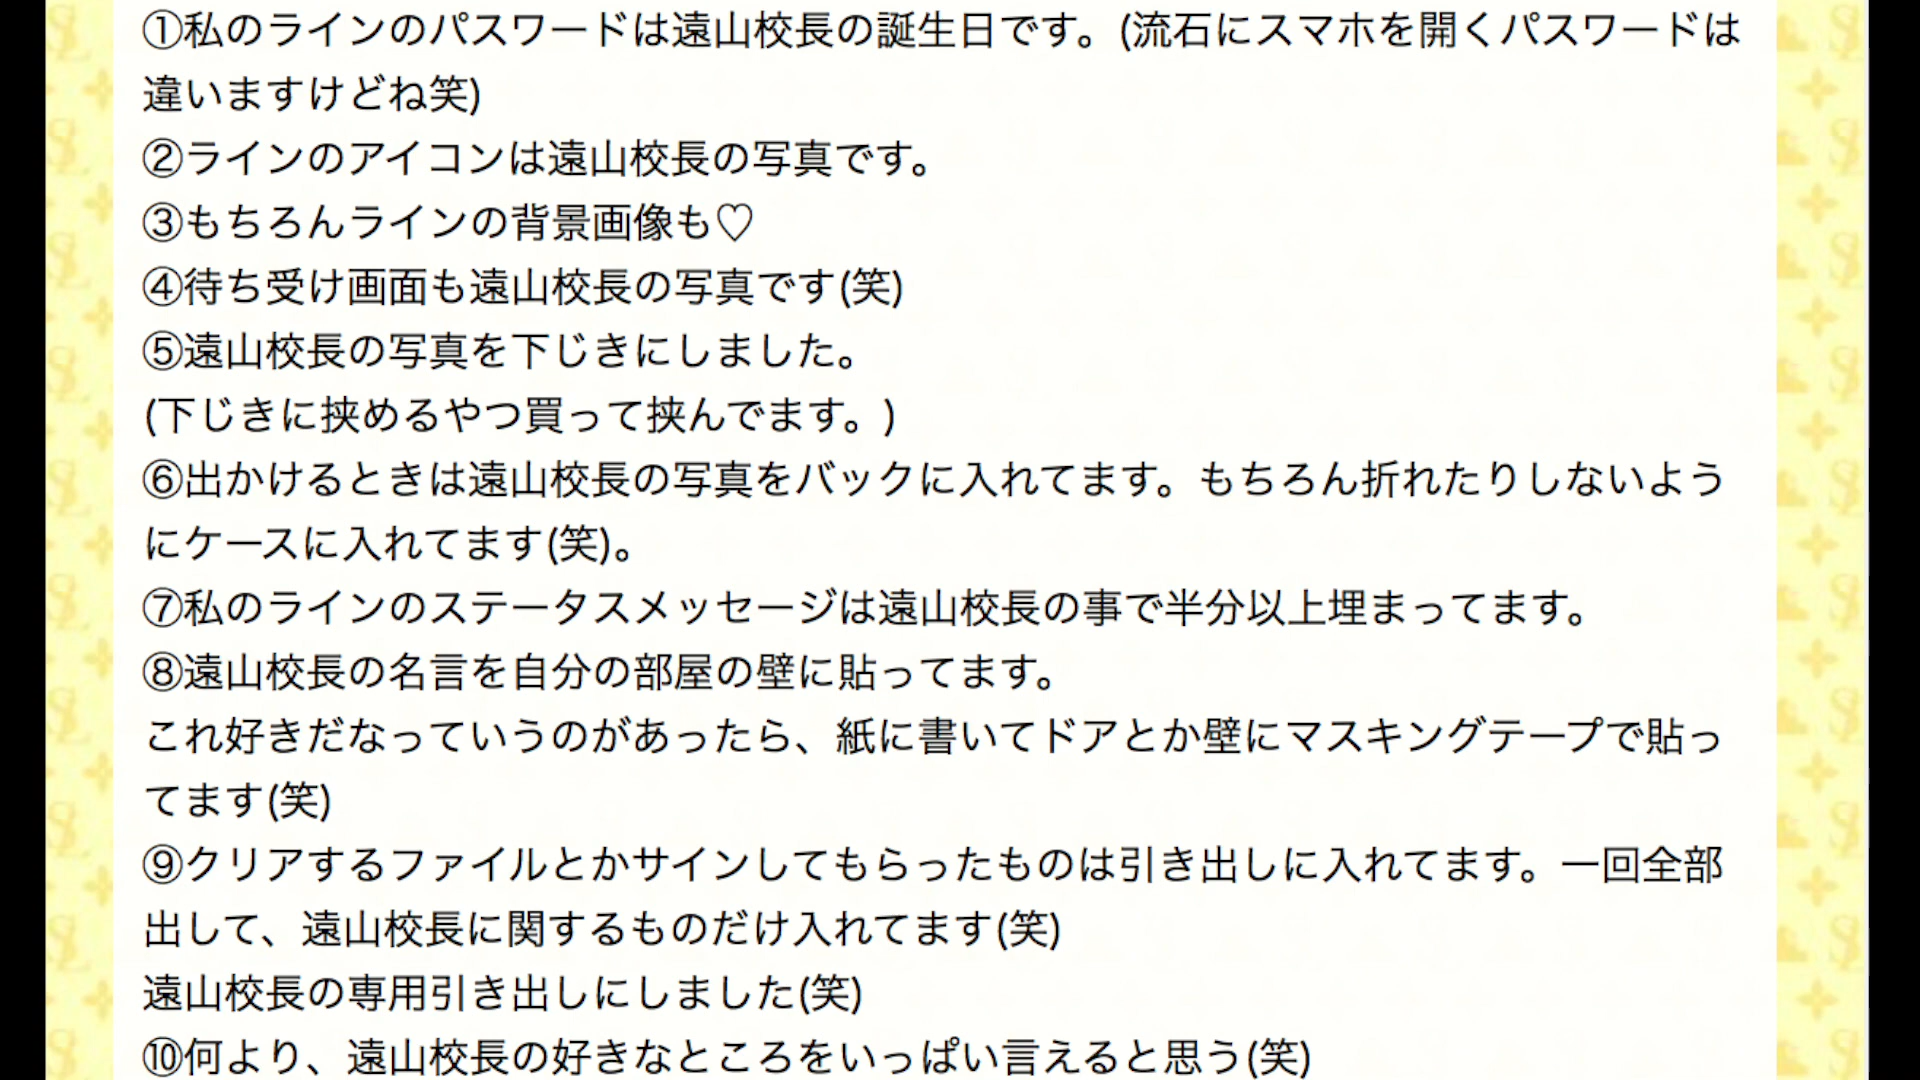 ①私のラインのパスワードは遠山校長の誕生日です。(流石にスマホを開くパスワードは
違いますけどね笑)
②ラインのアイコンは遠山校長の写真です。
③もちろんラインの背景画像も♡
④待ち受け画面も遠山校長の写真です(笑)
⑤遠山校長の写真を下じきにしました。
(下じきに挟めるやつ買って挟んでます。)
⑥出かけるときは遠山校長の写真をバックに入れてます。もちろん折れたりしないよう
にケースに入れてます(笑)。
⑦私のラインのステータスメッセージは遠山校長の事で半分以上埋まってます。
⑧遠山校長の名言を自分の部屋の壁に貼ってます。
これ好きだなっていうのがあったら、紙に書いてドアとか壁にマスキングテープで貼っ
てます(笑)
⑨クリアするファイルとかサインしてもらったものは引き出しに入れてます。一回全部
出して、遠山校長に関するものだけ入れてます(笑)
遠山校長の専用引き出しにしました(笑)
⑩何より、遠山校長の好きなところをいっぱい言えると思う(笑)